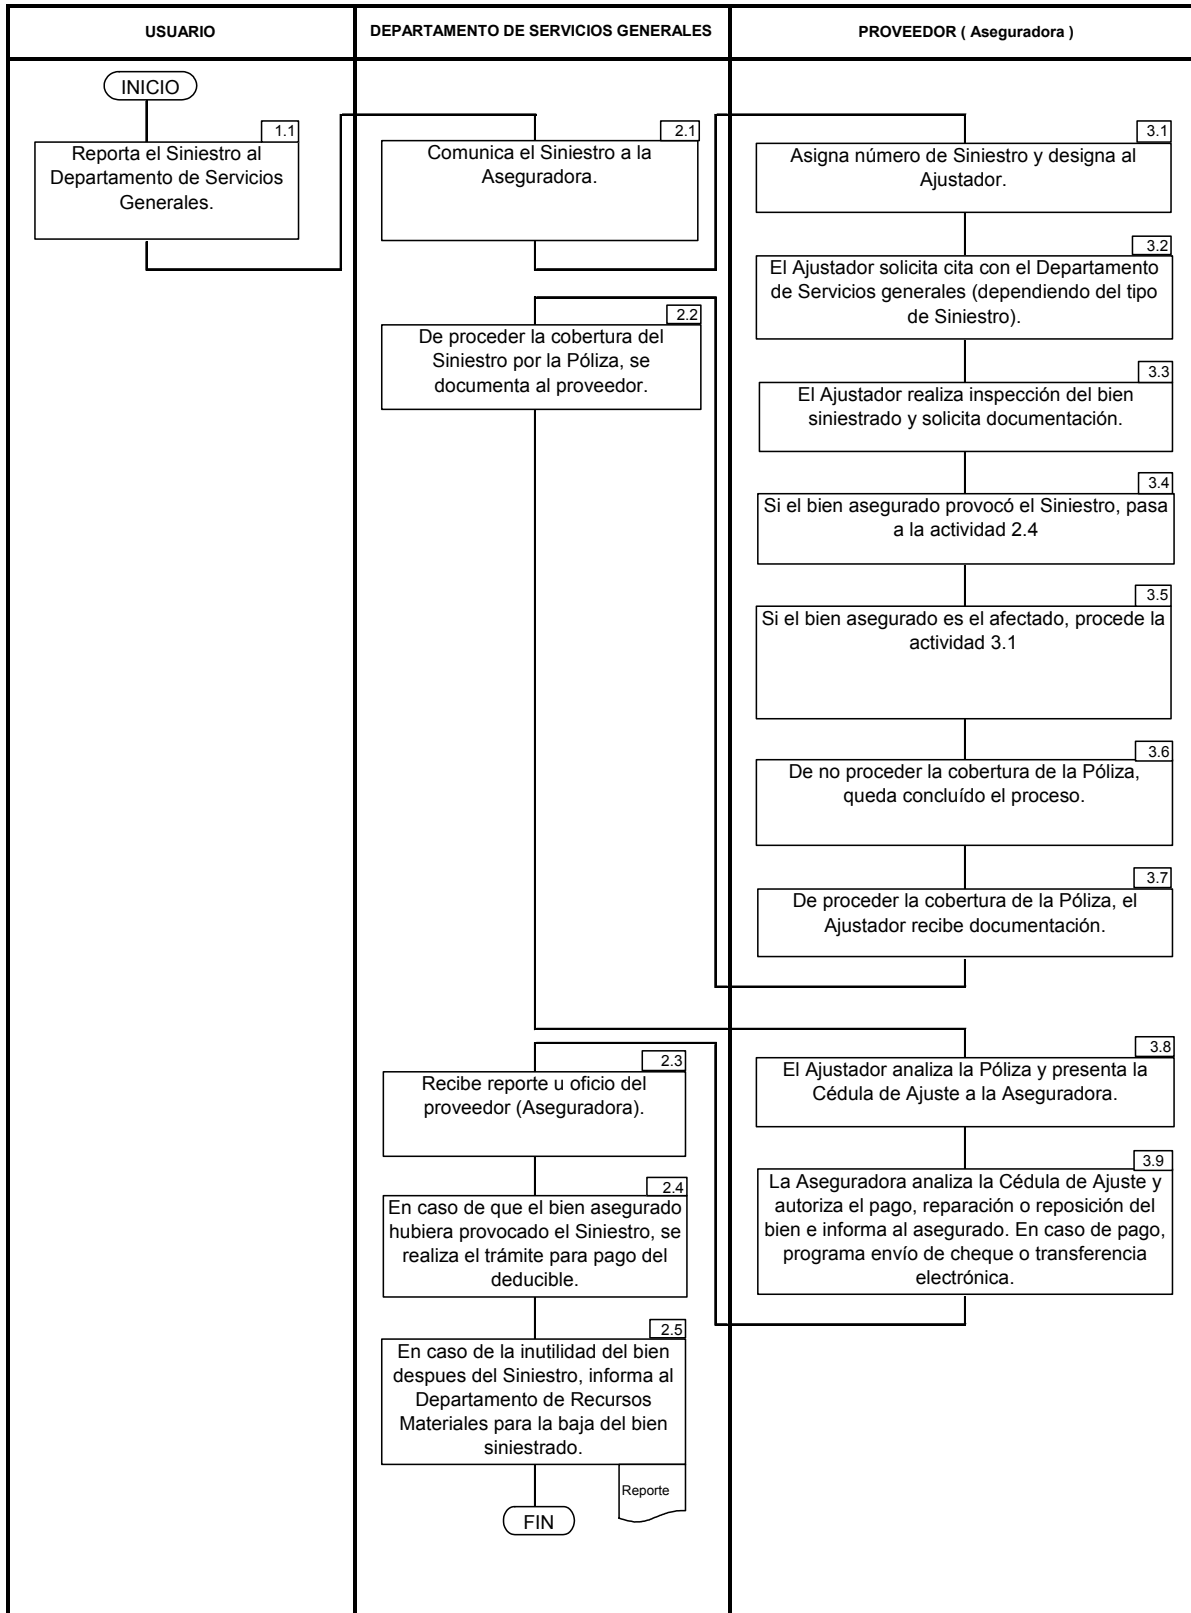 USUARIO
DEPARTAMENTO DE SERVICIOS GENERALES
PROVEEDOR ( Aseguradora )
INICIO
1.1
Reporta el Siniestro al
Departamento de Servicios
Generales.
2.1
Comunica el Siniestro a la
Aseguradora.
3.1
Asigna número de Siniestro y designa al
Ajustador.
3.2
El Ajustador solicita cita con el Departamento
de Servicios generales (dependiendo del tipo
de Siniestro).
2.2
De proceder la cobertura del
Siniestro por la Póliza, se
documenta al proveedor.
3.3
El Ajustador realiza inspección del bien
siniestrado y solicita documentación.
3.4
Si el bien asegurado provocó el Siniestro, pasa
a la actividad 2.4
3.5
Si el bien asegurado es el afectado, procede la
actividad 3.1
3.6
De no proceder la cobertura de la Póliza,
queda concluído el proceso.
3.7
De proceder la cobertura de la Póliza, el
Ajustador recibe documentación.
3.8
El Ajustador analiza la Póliza y presenta la
Cédula de Ajuste a la Aseguradora.
2.3
Recibe reporte u oficio del
proveedor (Aseguradora).
3.9
La Aseguradora analiza la Cédula de Ajuste y
autoriza el pago, reparación o reposición del
bien e informa al asegurado. En caso de pago,
programa envío de cheque o transferencia
electrónica.
2.4
En caso de que el bien asegurado
hubiera provocado el Siniestro, se
realiza el trámite para pago del
deducible.
2.5
En caso de la inutilidad del bien
despues del Siniestro, informa al
Departamento de Recursos
Materiales para la baja del bien
siniestrado.
Reporte
FIN